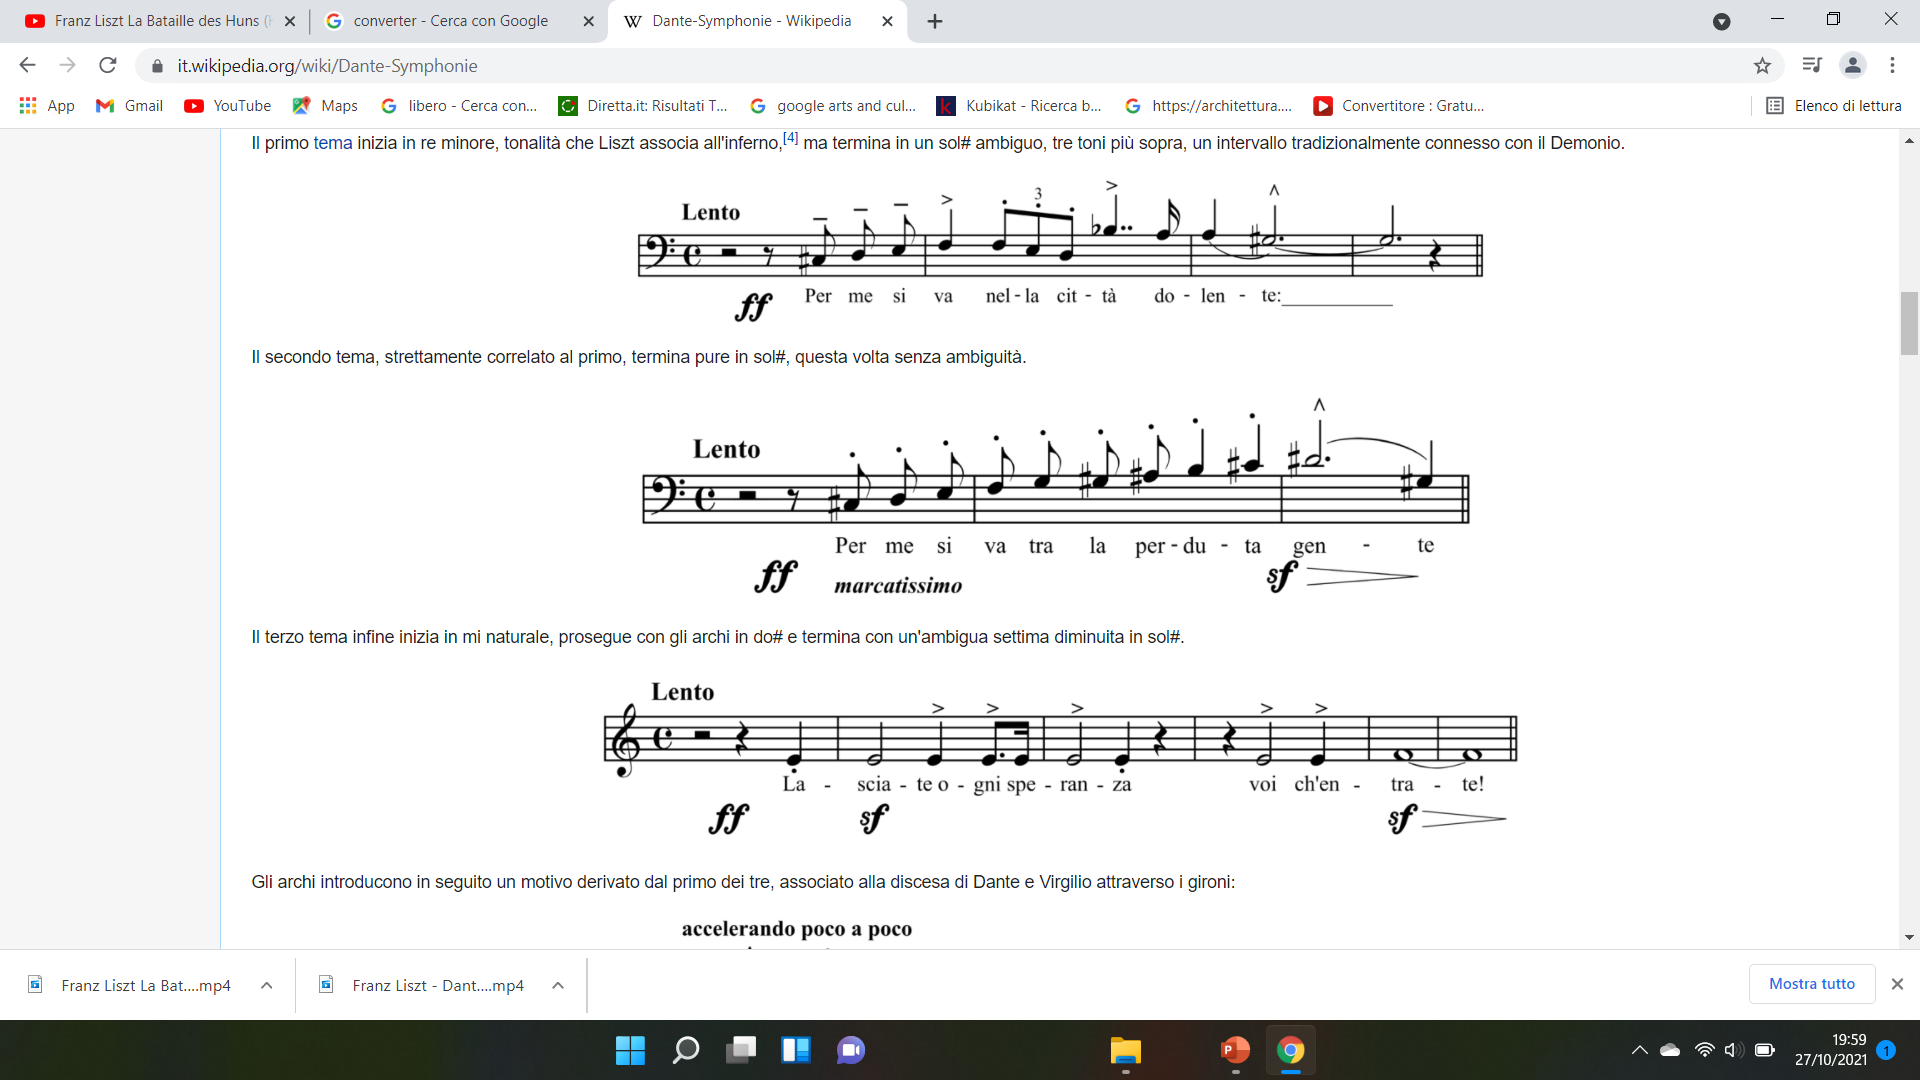 Franz Liszt La Bataille des Huns (
converter - Cerca con Google
Dante-Symphonie - Wikipedia
it.wikipedia.org/wiki/Dante-Symphonie
App Gmail YouTube Maps libero - Cerca con... Diretta.it: Risultati T... google arts and cul... Kubikat - Ricerca b... https://architettura.... Convertitore : Gratu... Elenco di lettura
Il primo tema inizia in re minore, tonalità che Liszt associa all'inferno,[4] ma termina in un sol# ambiguo, tre toni più sopra, un intervallo tradizionalmente connesso con il Demonio.
Lento
3
Per me si va nel - la cit - tà do - len - te:
ff
Il secondo tema, strettamente correlato al primo, termina pure in sol#, questa volta senza ambiguità.
Lento
Per me si va tra la per - du - ta gen - te
ff marcatissimo sf
Il terzo tema infine inizia in mi naturale, prosegue con gli archi in do# e termina con un'ambigua settima diminuita in sol#.
Lento
La - scia - te o - gni spe - ran - za voi ch'en - tra - te!
ff sf sf
Gli archi introducono in seguito un motivo derivato dal primo dei tre, associato alla discesa di Dante e Virgilio attraverso i gironi:
accelerando poco a poco
Franz Liszt La Bat....mp4
Franz Liszt - Dant....mp4
Mostra tutto
19:59
27/10/2021
1